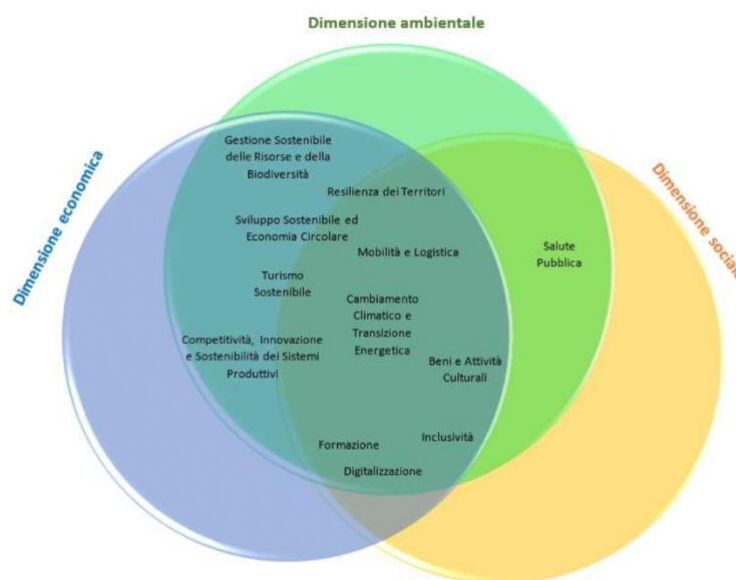 Dimensione ambientale
Dimensione economica
Dimensione sociale
Gestione Sostenibile
delle Risorse e della
Biodiversità
Resilienza dei Territori
Sviluppo Sostenibile ed
Economia Circolare
Mobilità e Logistica
Salute
Pubblica
Turismo
Sostenibile
Cambiamento
Climatico e
Transizione
Energetica
Competitività, Innovazione
e Sostenibilità dei Sistemi
Produttivi
Beni e Attività
Culturali
Inclusività
Formazione
Digitalizzazione